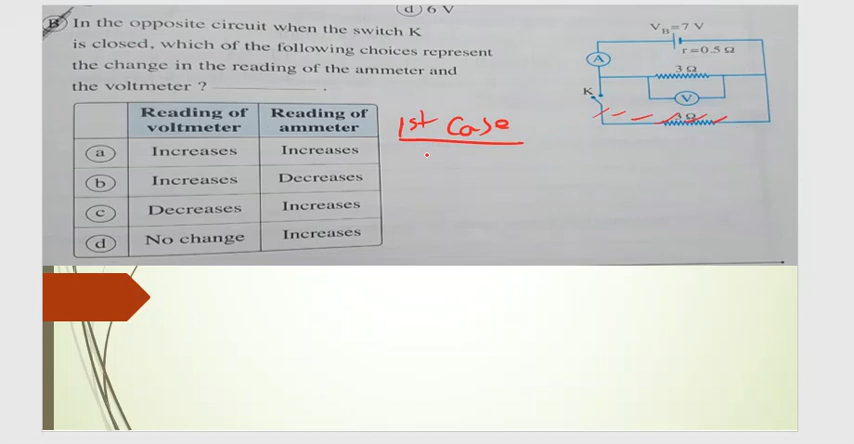 (d) 6 V
B In the opposite circuit when the switch K
is closed, which of the following choices represent
the change in the reading of the ammeter and
the voltmeter ? __________ .
Reading of voltmeter Reading of ammeter
a Increases Increases
b Increases Decreases
c Decreases Increases
d No change Increases
1st Case
V_B=7 V
r=0.5 Ω
A
3 Ω
K
V